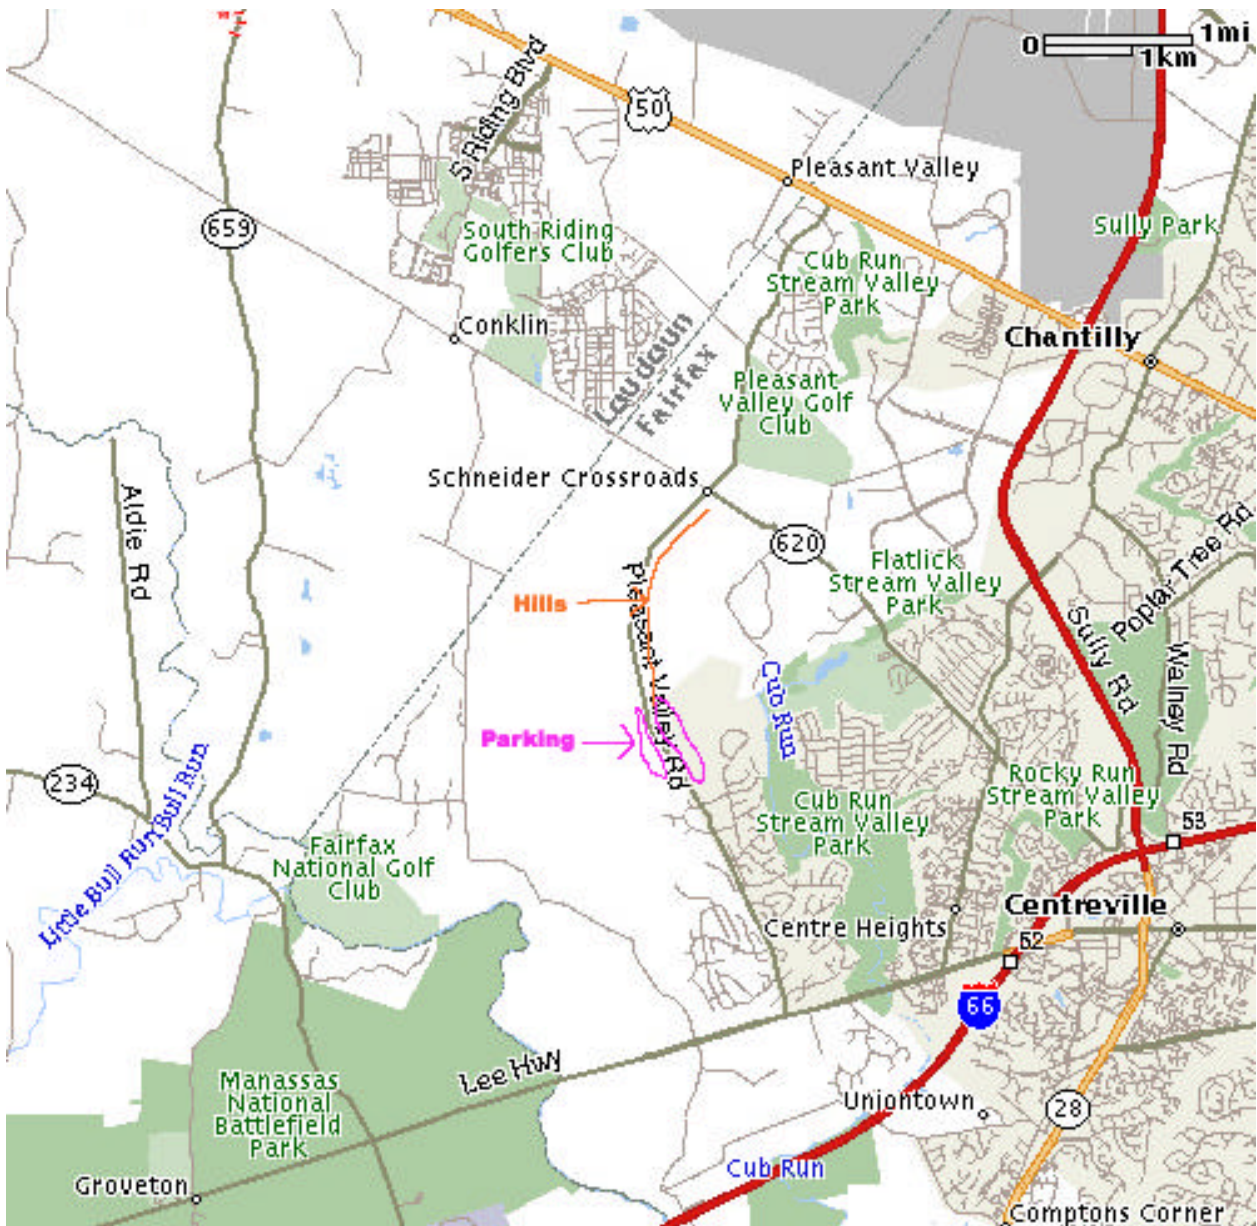 0
1mi
1km
S Riding Blvd
50
Pleasant Valley
659
Sully Park
South Riding
Golfers Club
Cub Run
Stream Valley
Park
Conklin
Chantilly
Loudoun
Fairfax
Pleasant
Valley Golf
Club
Schneider Crossroads
Aldie Rd
620
Poplar Tree Rd
Flatlick
Stream Valley
Park
Hills
Pleasant Valley Rd
Sully Rd
Walney Rd
Cub Run
Parking
234
Rocky Run
Stream Valley
Park
Cub Run
Stream Valley
Park
53
Little Bull Run
Bull Run
Fairfax
National Golf
Club
Centreville
Centre Heights
52
66
Lee Hwy
Manassas
National
Battlefield
Park
Uniontown
28
Cub Run
Groveton
Comptons Corner